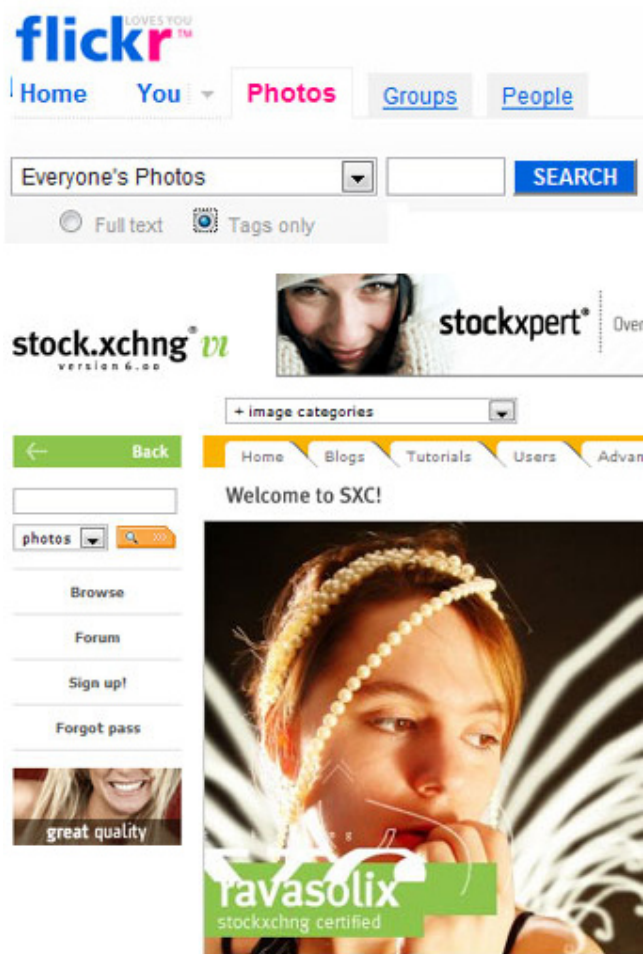 LOVES YOU
flickr™
Home You Photos Groups People
Everyone's Photos SEARCH
Full text Tags only
stock.xchng® vi
version 6.00
stockxpert® Over
+ image categories
Back
Home Blogs Tutorials Users Advan
Welcome to SXC!
photos
Browse
Forum
Sign up!
Forgot pass
great quality
ravasolix
stockxchng certified